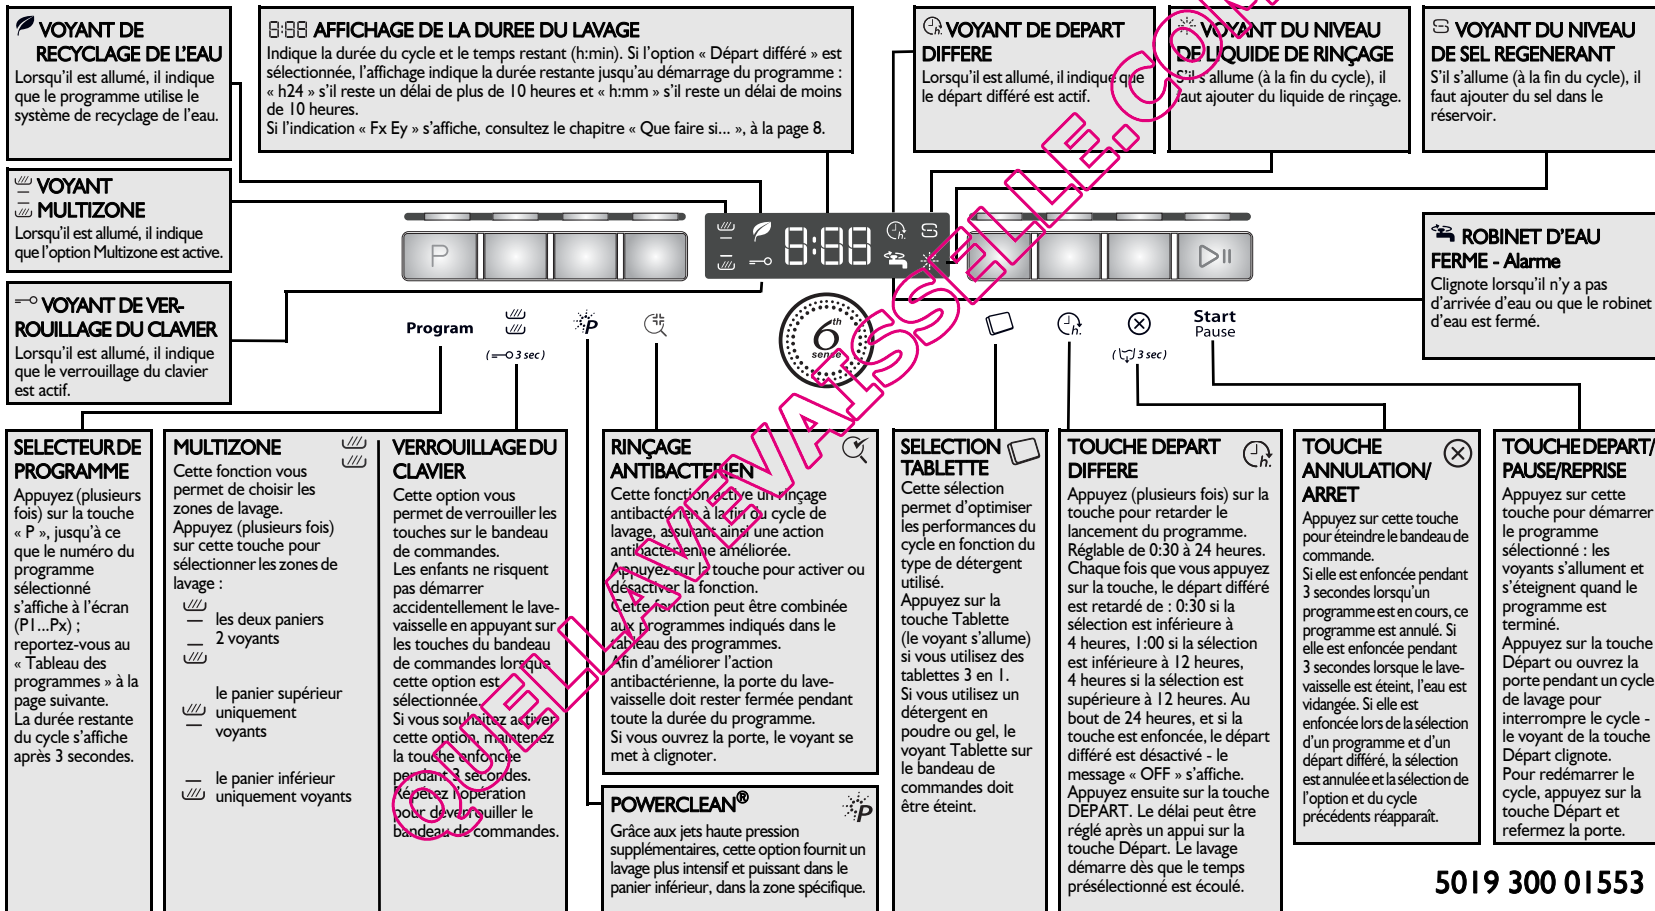 VOYANT DE
RECYCLAGE DE L'EAU
Lorsqu'il est allumé, il indique
que le programme utilise le
système de recyclage de l'eau.
8:88 AFFICHAGE DE LA DUREE DU LAVAGE
Indique la durée du cycle et le temps restant (h:min). Si l'option « Départ différé » est
sélectionnée, l'affichage indique la durée restante jusqu'au démarrage du programme :
« h24 » s'il reste un délai de plus de 10 heures et « h:mm » s'il reste un délai de moins
de 10 heures.
Si l'indication « Fx Ey » s'affiche, consultez le chapitre « Que faire si... », à la page 8.
h. VOYANT DE DEPART
DIFFERE
Lorsqu'il est allumé, il indique que
le départ différé est actif.
VOYANT DU NIVEAU
DE LIQUIDE DE RINÇAGE
S'il s'allume (à la fin du cycle), il
faut ajouter du liquide de rinçage.
VOYANT DU NIVEAU
DE SEL REGENERANT
S'il s'allume (à la fin du cycle), il
faut ajouter du sel dans le
réservoir.
VOYANT
MULTIZONE
Lorsqu'il est allumé, il indique
que l'option Multizone est active.
VOYANT DE VER-
ROUILLAGE DU CLAVIER
Lorsqu'il est allumé, il indique
que le verrouillage du clavier
est actif.
ROBINET D'EAU
FERME - Alarme
Clignote lorsqu'il n'y a pas
d'arrivée d'eau ou que le robinet
d'eau est fermé.
P
8:88
h.
Program
( 3 sec )
P
6th
sense
h.
( 3 sec )
Start
Pause
SELECTEUR DE
PROGRAMME
Appuyez (plusieurs
fois) sur la touche
« P », jusqu'à ce
que le numéro du
programme
sélectionné
s'affiche à l'écran
(P1...Px) ;
reportez-vous au
« Tableau des
programmes » à la
page suivante.
La durée restante
du cycle s'affiche
après 3 secondes.
MULTIZONE
Cette fonction vous
permet de choisir les
zones de lavage.
Appuyez (plusieurs fois)
sur cette touche pour
sélectionner les zones de
lavage :
les deux paniers
2 voyants
le panier supérieur
uniquement
voyants
le panier inférieur
uniquement voyants
VERROUILLAGE DU
CLAVIER
Cette option vous
permet de verrouiller les
touches sur le bandeau
de commandes.
Les enfants ne risquent
pas démarrer
accidentellement le lave-
vaisselle en appuyant sur
les touches du bandeau
de commandes lorsque
cette option est
sélectionnée.
Si vous souhaitez activer
cette option, maintenez
la touche enfoncée
pendant 3 secondes.
Répétez l'opération
pour déverrouiller le
bandeau de commandes.
RINÇAGE
ANTIBACTERIEN
Cette fonction active un rinçage
antibactérien à la fin du cycle de
lavage, assurant ainsi une action
antibactérienne améliorée.
Appuyez sur la touche pour activer ou
désactiver la fonction.
Cette fonction peut être combinée
aux programmes indiqués dans le
tableau des programmes.
Afin d'améliorer l'action
antibactérienne, la porte du lave-
vaisselle doit rester fermée pendant
toute la durée du programme.
Si vous ouvrez la porte, le voyant se
met à clignoter.
POWERCLEAN®
P
Grâce aux jets haute pression
supplémentaires, cette option fournit un
lavage plus intensif et puissant dans le
panier inférieur, dans la zone spécifique.
SELECTION
TABLETTE
Cette sélection
permet d'optimiser
les performances du
cycle en fonction du
type de détergent
utilisé.
Appuyez sur la
touche Tablette
(le voyant s'allume)
si vous utilisez des
tablettes 3 en 1.
Si vous utilisez un
détergent en
poudre ou gel, le
voyant Tablette sur
le bandeau de
commandes doit
être éteint.
TOUCHE DEPART
DIFFERE
h.
Appuyez (plusieurs fois) sur la
touche pour retarder le
lancement du programme.
Réglable de 0:30 à 24 heures.
Chaque fois que vous appuyez
sur la touche, le départ différé
est retardé de : 0:30 si la
sélection est inférieure à
4 heures, 1:00 si la sélection
est inférieure à 12 heures,
4 heures si la sélection est
supérieure à 12 heures. Au
bout de 24 heures, et si la
touche est enfoncée, le départ
différé est désactivé - le
message « OFF » s'affiche.
Appuyez ensuite sur la touche
DEPART. Le délai peut être
réglé après un appui sur la
touche Départ. Le lavage
démarre dès que le temps
présélectionné est écoulé.
TOUCHE
ANNULATION/
ARRET
Appuyez sur cette touche
pour éteindre le bandeau de
commande.
Si elle est enfoncée pendant
3 secondes lorsqu'un
programme est en cours, ce
programme est annulé. Si
elle est enfoncée pendant
3 secondes lorsque le lave-
vaisselle est éteint, l'eau est
vidangée. Si elle est
enfoncée lors de la sélection
d'un programme et d'un
départ différé, la sélection
est annulée et la sélection de
l'option et du cycle
précédents réapparaît.
TOUCHE DEPART/
PAUSE/REPRISE
Appuyez sur cette
touche pour démarrer
le programme
sélectionné : les
voyants s'allument et
s'éteignent quand le
programme est
terminé.
Appuyez sur la touche
Départ ou ouvrez la
porte pendant un cycle
de lavage pour
interrompre le cycle -
le voyant de la touche
Départ clignote.
Pour redémarrer le
cycle, appuyez sur la
touche Départ et
refermez la porte.
5019 300 01553
QUELLAVEVAISSELLE.COM